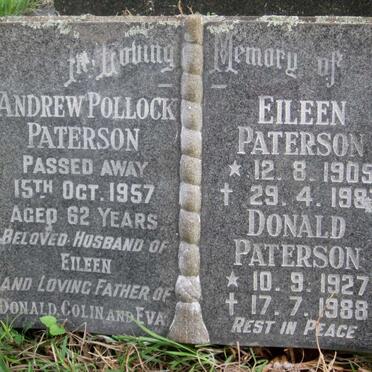 In Loving Memory of
ANDREW POLLOCK
PATERSON
PASSED AWAY
15TH OCT. 1957
AGED 62 YEARS
BELOVED HUSBAND OF
EILEEN
AND LOVING FATHER OF
DONALD, COLIN AND EVA
EILEEN
PATERSON
★ 12. 8. 1905
† 29. 4.
DONALD
PATERSON
★ 10. 9. 1927
† 17. 7. 1988
REST IN PEACE